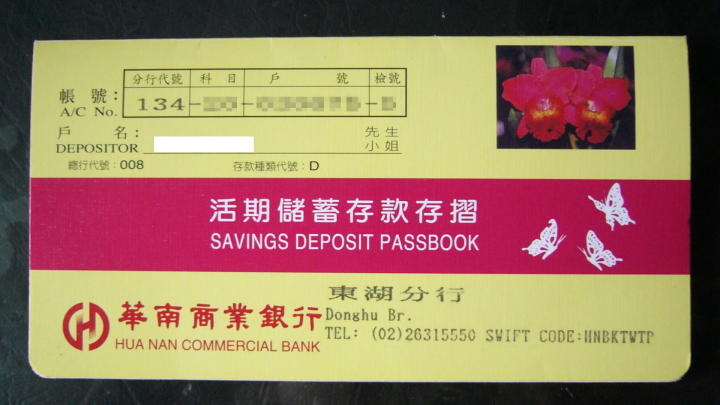 分行代號 科目 戶 號 檢號
帳 號：
A/C No. 134-
戶 名：
DEPOSITOR
先生
小姐
總行代號：008 存款種類代號：D
活期儲蓄存款存摺
SAVINGS DEPOSIT PASSBOOK
華南商業銀行
HUA NAN COMMERCIAL BANK
東湖分行
Donghu Br.
TEL: (02)26315550 SWIFT CODE:HNBKTWTP